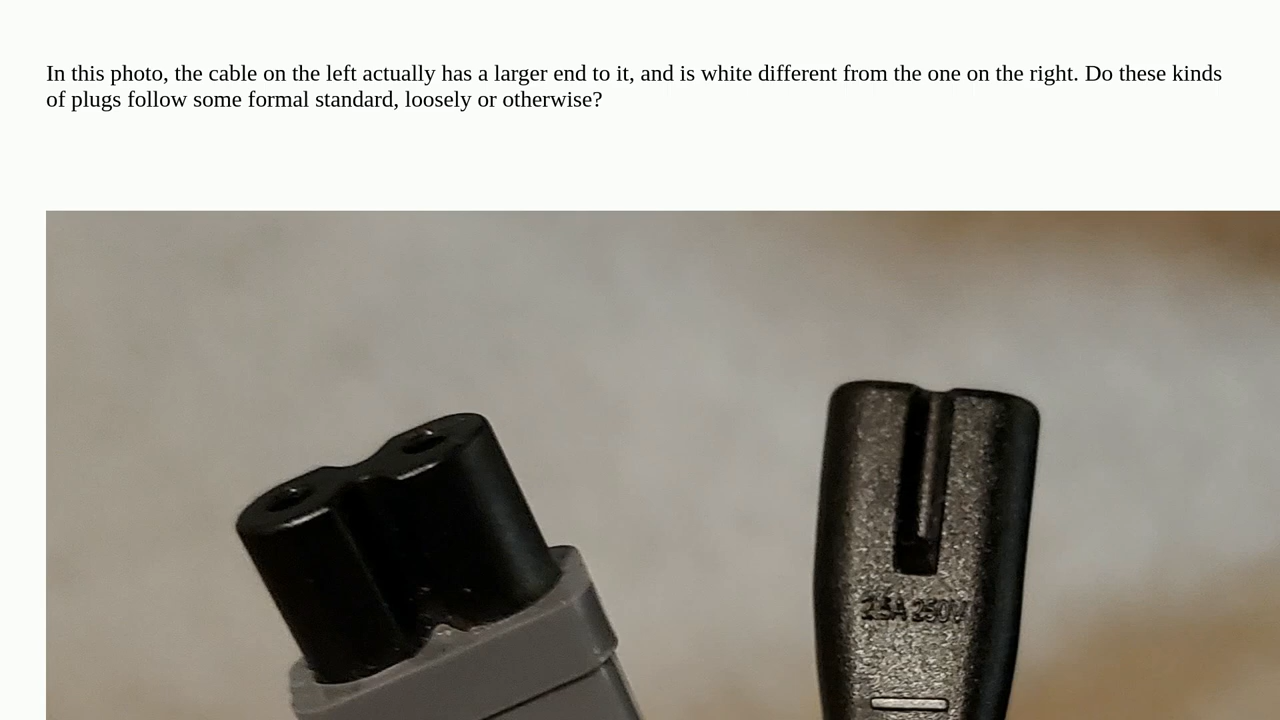 In this photo, the cable on the left actually has a larger end to it, and is white different from the one on the right. Do these kinds
of plugs follow some formal standard, loosely or otherwise?
2.5A 250V